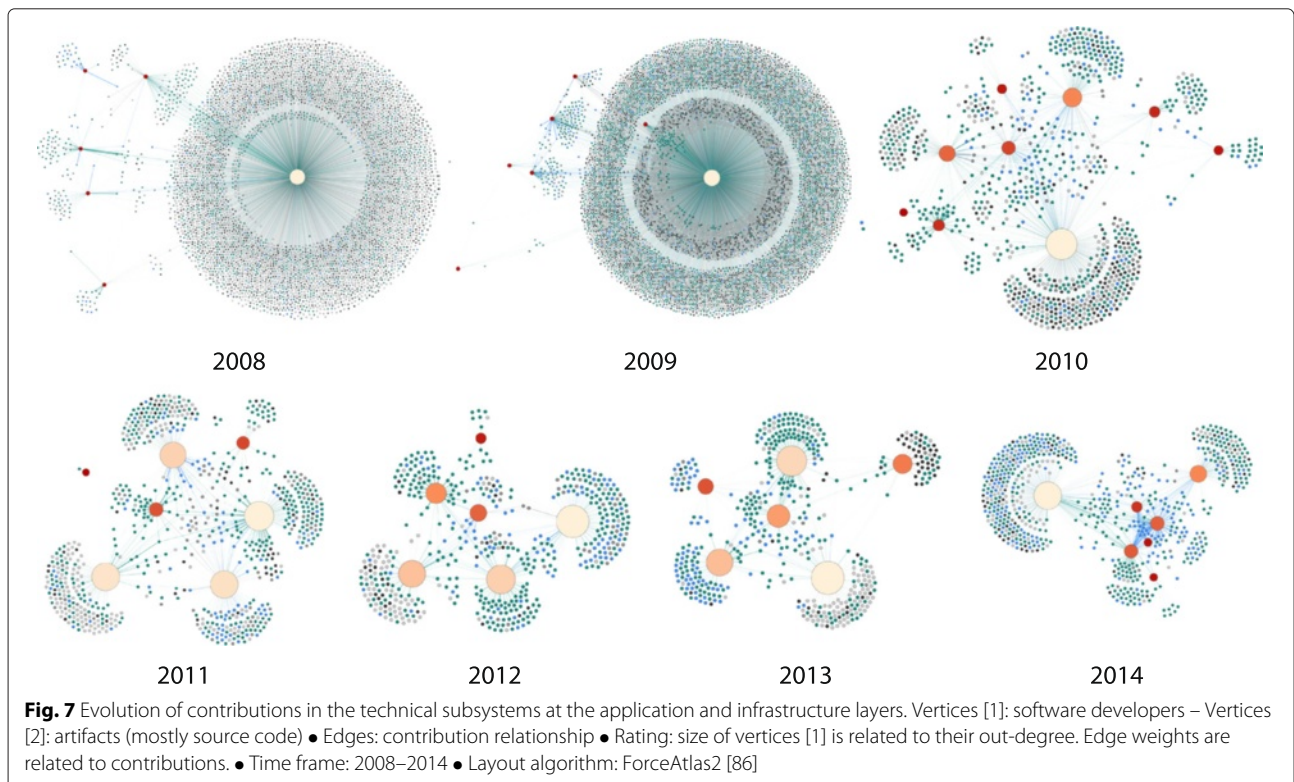 2008
2009
2010
2011
2012
2013
2014
Fig. 7 Evolution of contributions in the technical subsystems at the application and infrastructure layers. Vertices [1]: software developers – Vertices
[2]: artifacts (mostly source code) ● Edges: contribution relationship ● Rating: size of vertices [1] is related to their out-degree. Edge weights are
related to contributions. ● Time frame: 2008–2014 ● Layout algorithm: ForceAtlas2 [86]